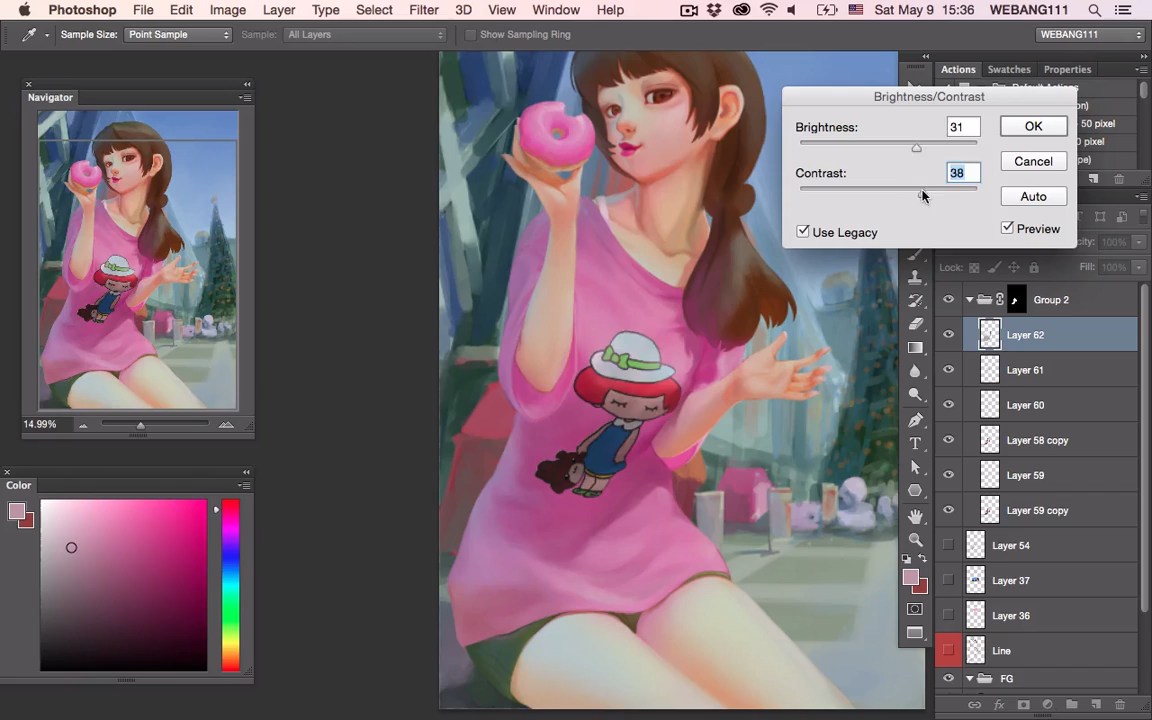 Photoshop File Edit Image Layer Type Select Filter 3D View Window Help Sat May 9 15:36 WEBANG111
Sample Size: Point Sample Sample: All Layers Show Sampling Ring WEBANG111
Navigator
14.99%
Color
Brightness/Contrast
Brightness: 31
OK
Cancel
Contrast: 38
Auto
Use Legacy
Preview
Actions Swatches Properties
50 pixel
0 pixel
100%
Lock: Fill: 100%
Group 2
Layer 62
Layer 61
Layer 60
Layer 58 copy
Layer 59
Layer 59 copy
Layer 54
Layer 37
Layer 36
Line
FG